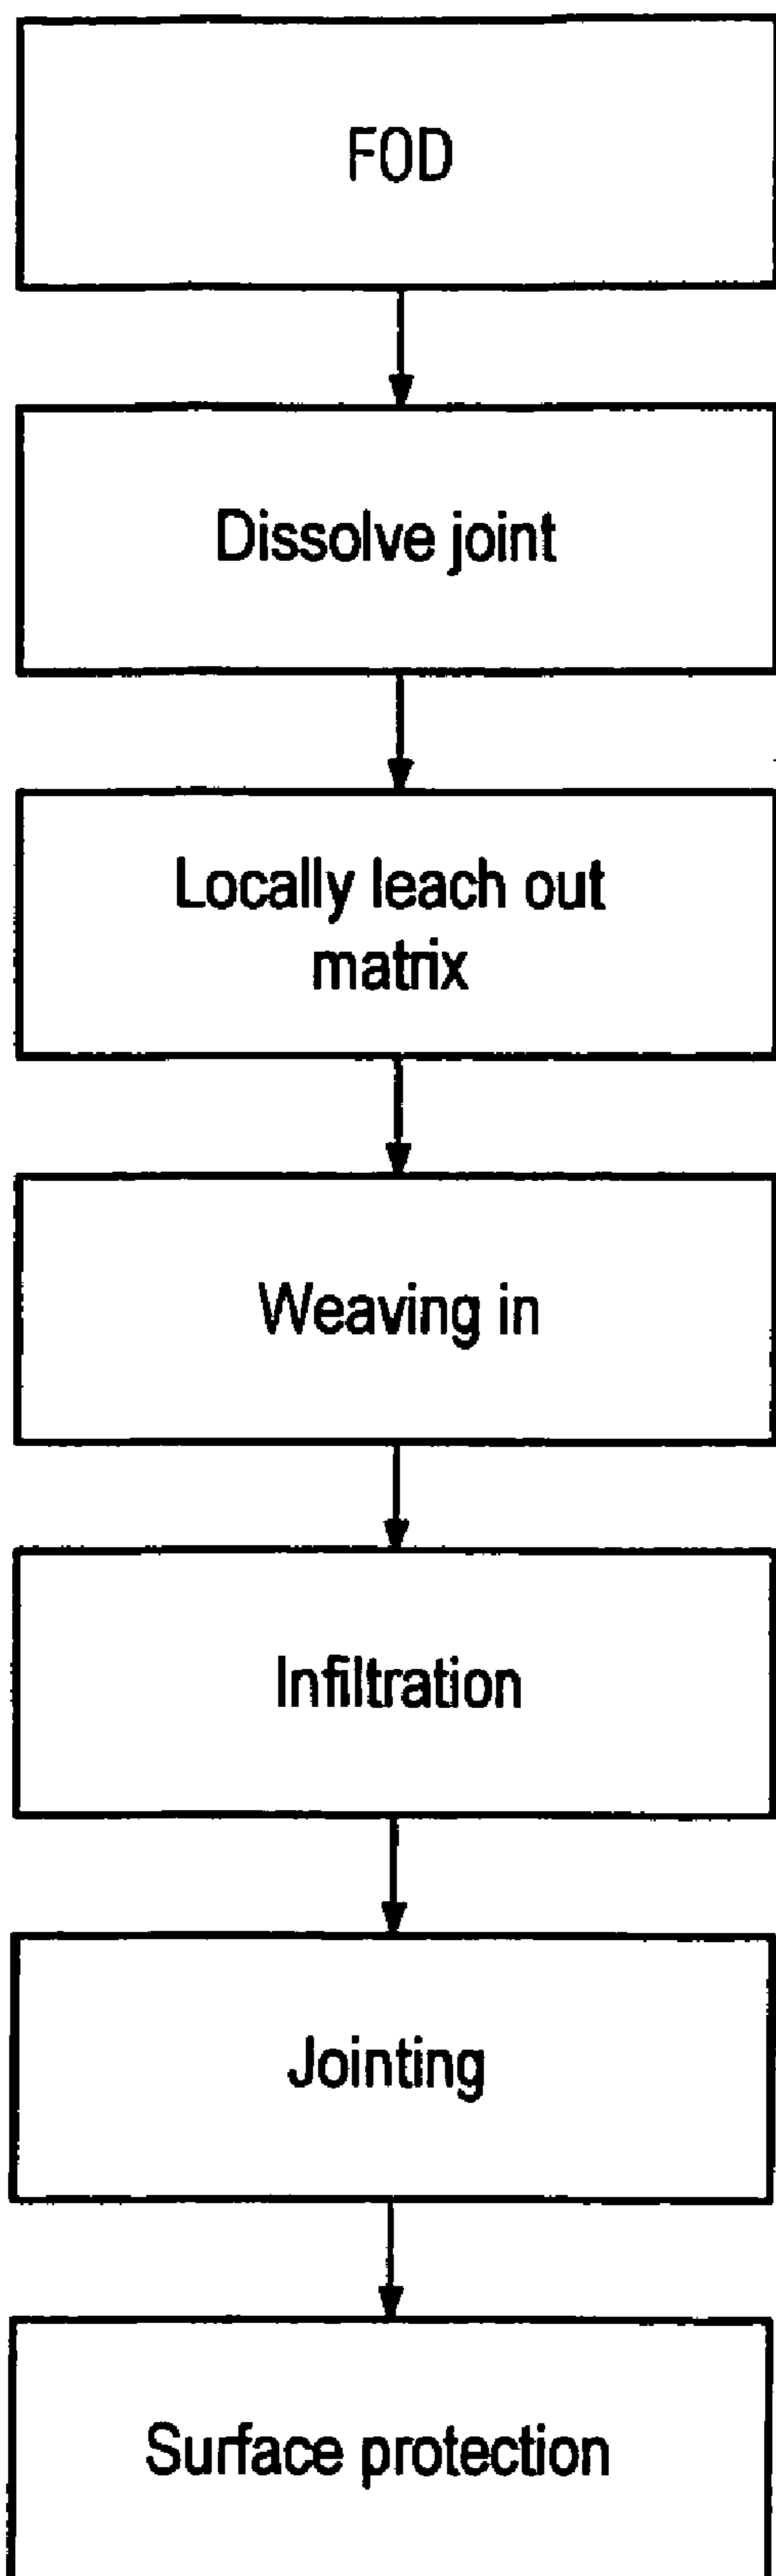 FOD
Dissolve joint
Locally leach out
matrix
Weaving in
Infiltration
Jointing
Surface protection